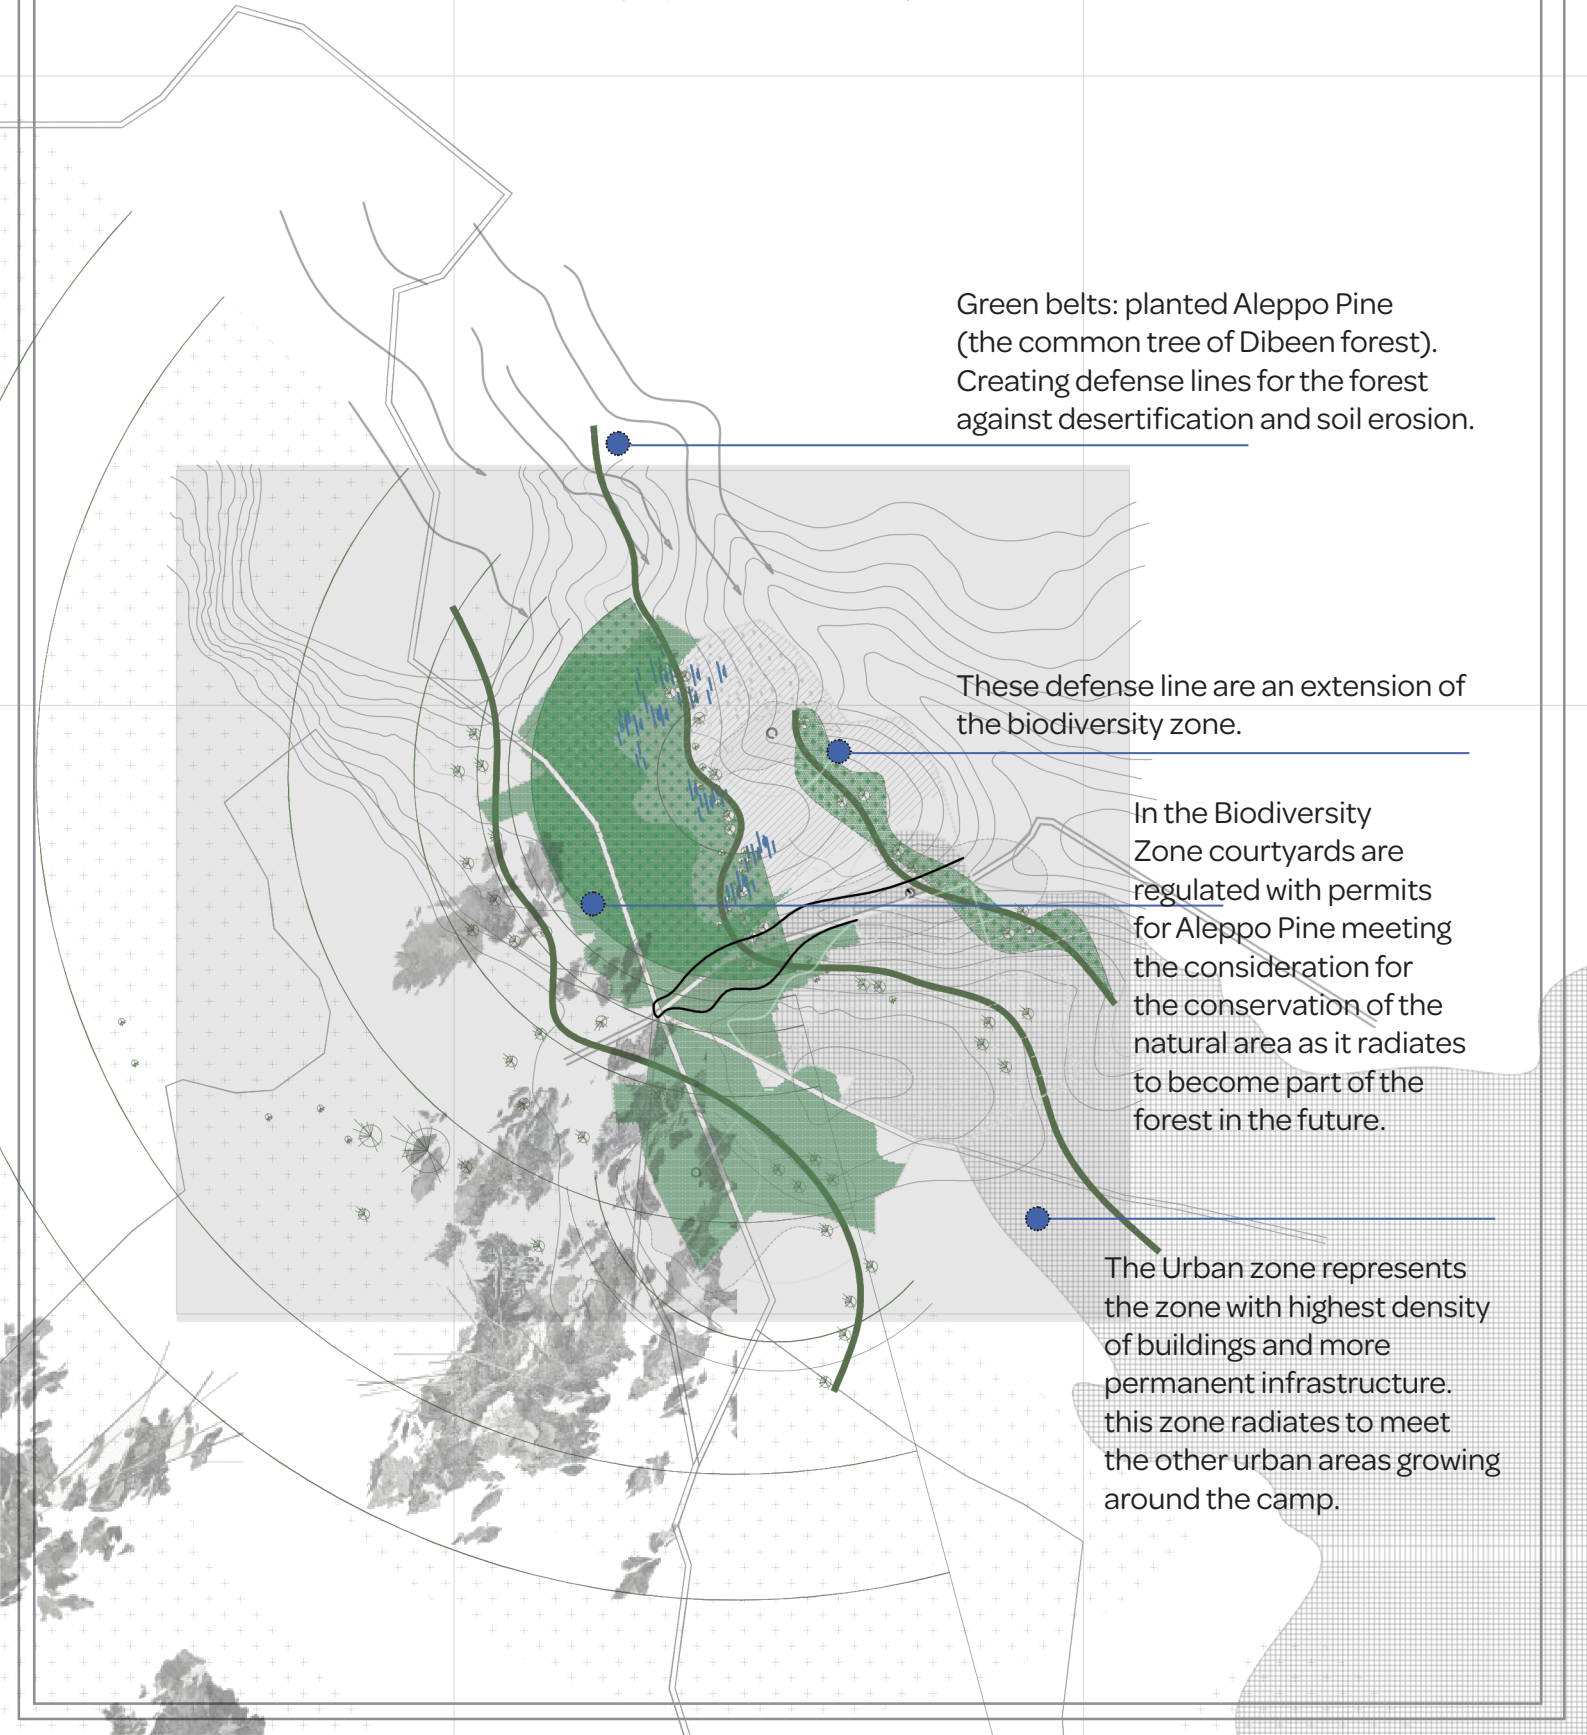 Green belts: planted Aleppo Pine
(the common tree of Dibeen forest).
Creating defense lines for the forest
against desertification and soil erosion.
These defense line are an extension of
the biodiversity zone.
In the Biodiversity
Zone courtyards are
regulated with permits
for Aleppo Pine meeting
the consideration for
the conservation of the
natural area as it radiates
to become part of the
forest in the future.
The Urban zone represents
the zone with highest density
of buildings and more
permanent infrastructure.
this zone radiates to meet
the other urban areas growing
around the camp.